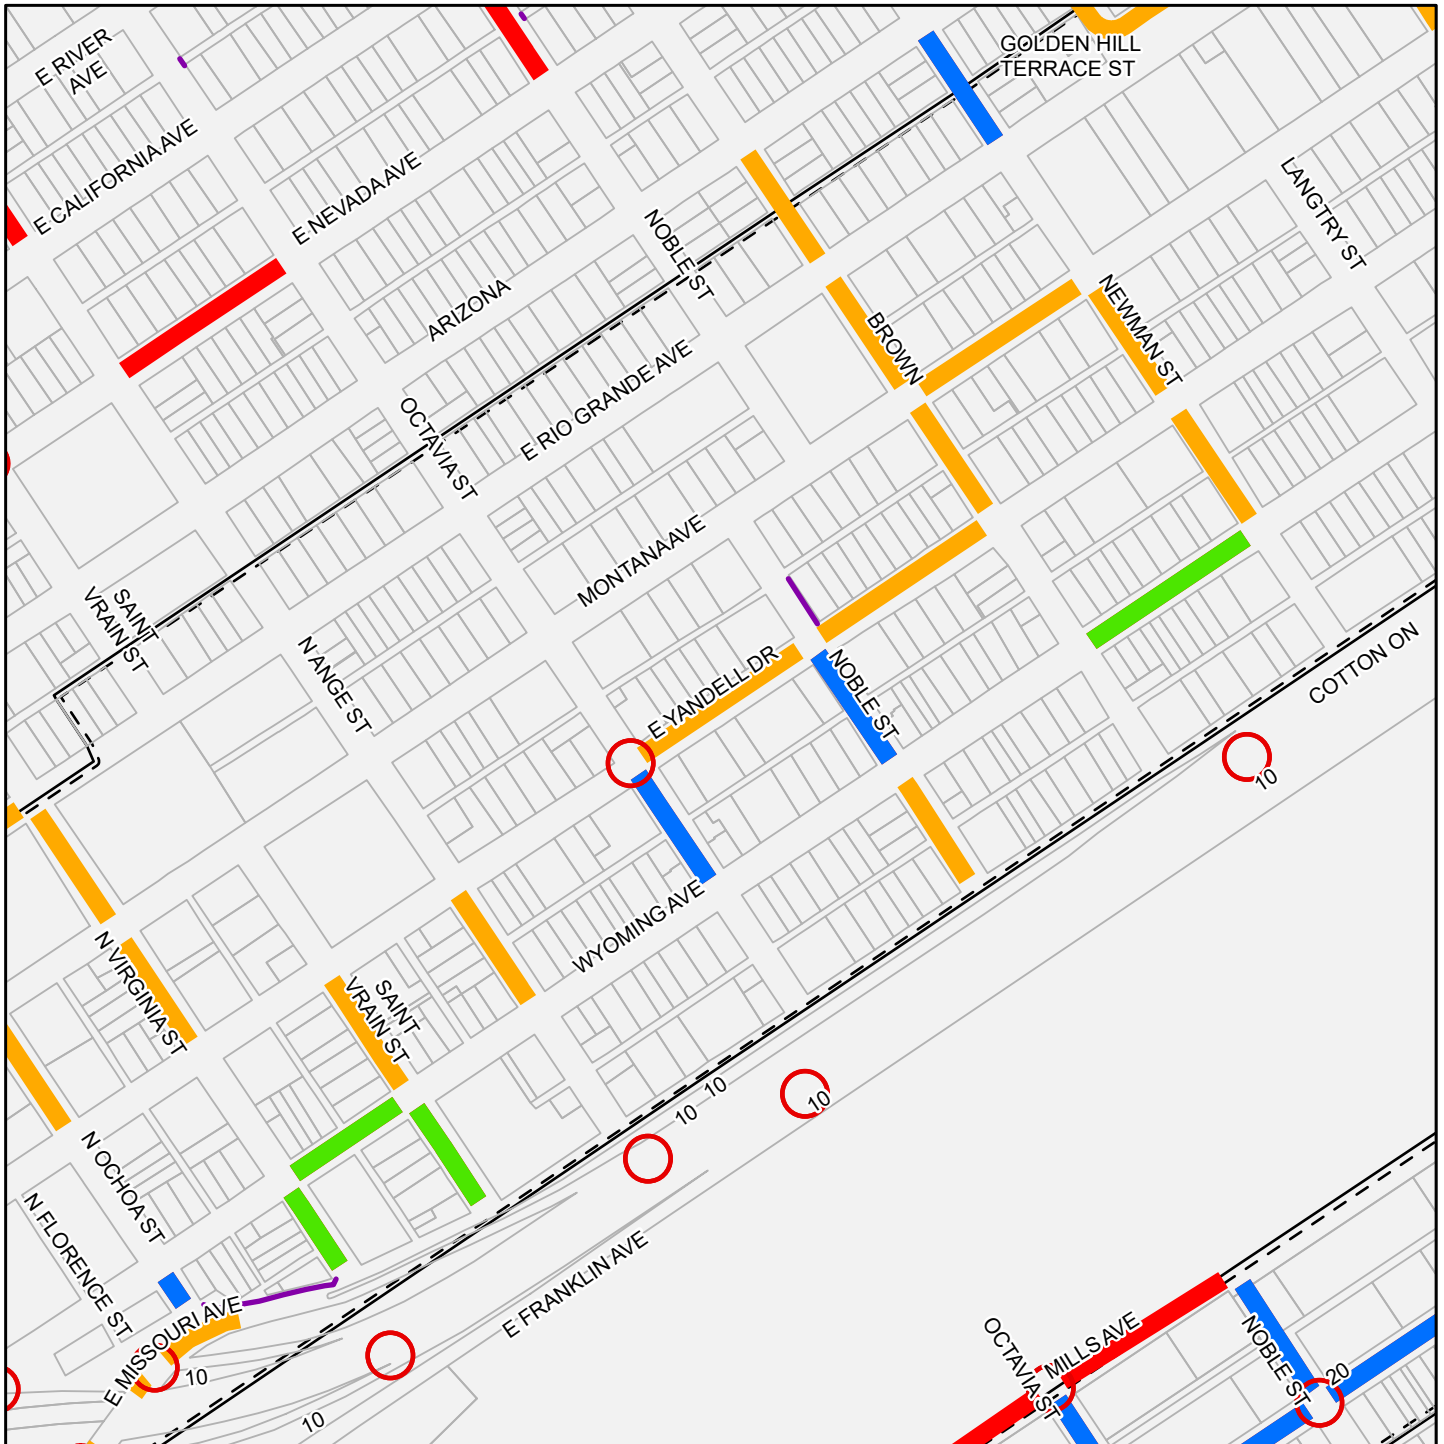 E RIVER
AVE
GOLDEN HILL
TERRACE ST
E CALIFORNIA AVE
E NEVADA AVE
LANGTRY ST
NOBLE ST
ARIZONA
NEWMAN ST
BROWN
E RIO GRANDE AVE
OCTAVIA ST
MONTANA AVE
SAINT
VRAIN ST
N ANGE ST
COTTON ON
E YANDELL DR
NOBLE ST
10
WYOMING AVE
N VIRGINIA ST
SAINT
VRAIN ST
10
10
10
N OCHOA ST
N FLORENCE ST
E FRANKLIN AVE
E MISSOURI AVE
10
10
OCTAVIA ST
MILLS AVE
NOBLE ST
20